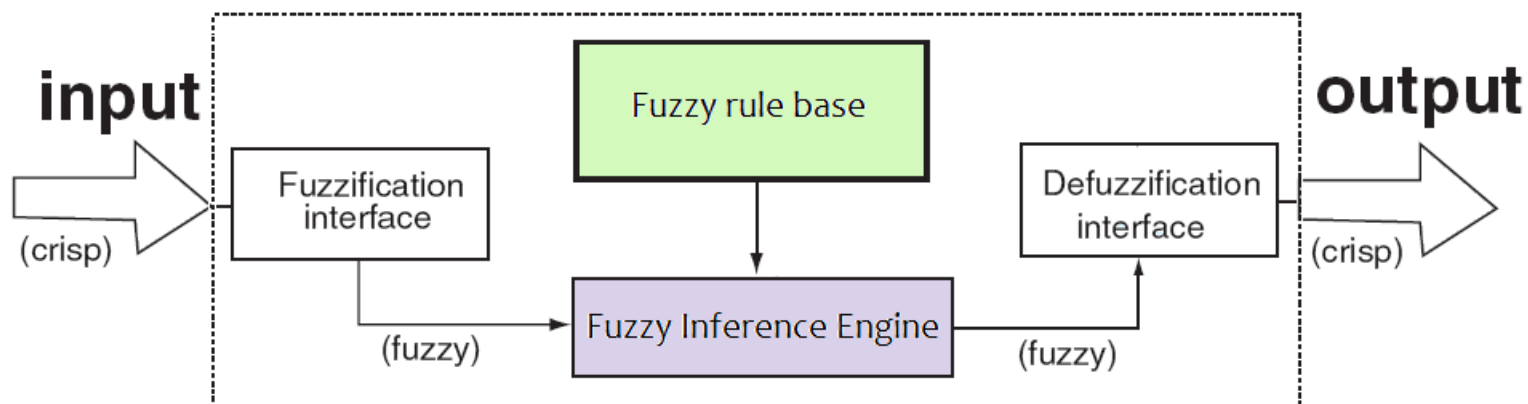 input
(crisp)
Fuzzification
interface
(fuzzy)
Fuzzy rule base
Fuzzy Inference Engine
(fuzzy)
Defuzzification
interface
output
(crisp)